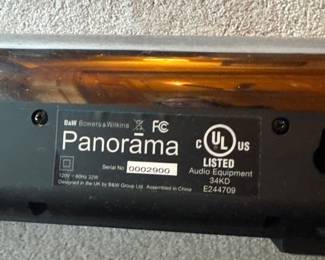 B&W Bowers & Wilkins FC
Panorama
Serial No 0002900
120V ~ 60Hz 32W
Designed in the UK by B&W Group Ltd. Assembled in China
C UL US
LISTED
Audio Equipment
34KD
E244709